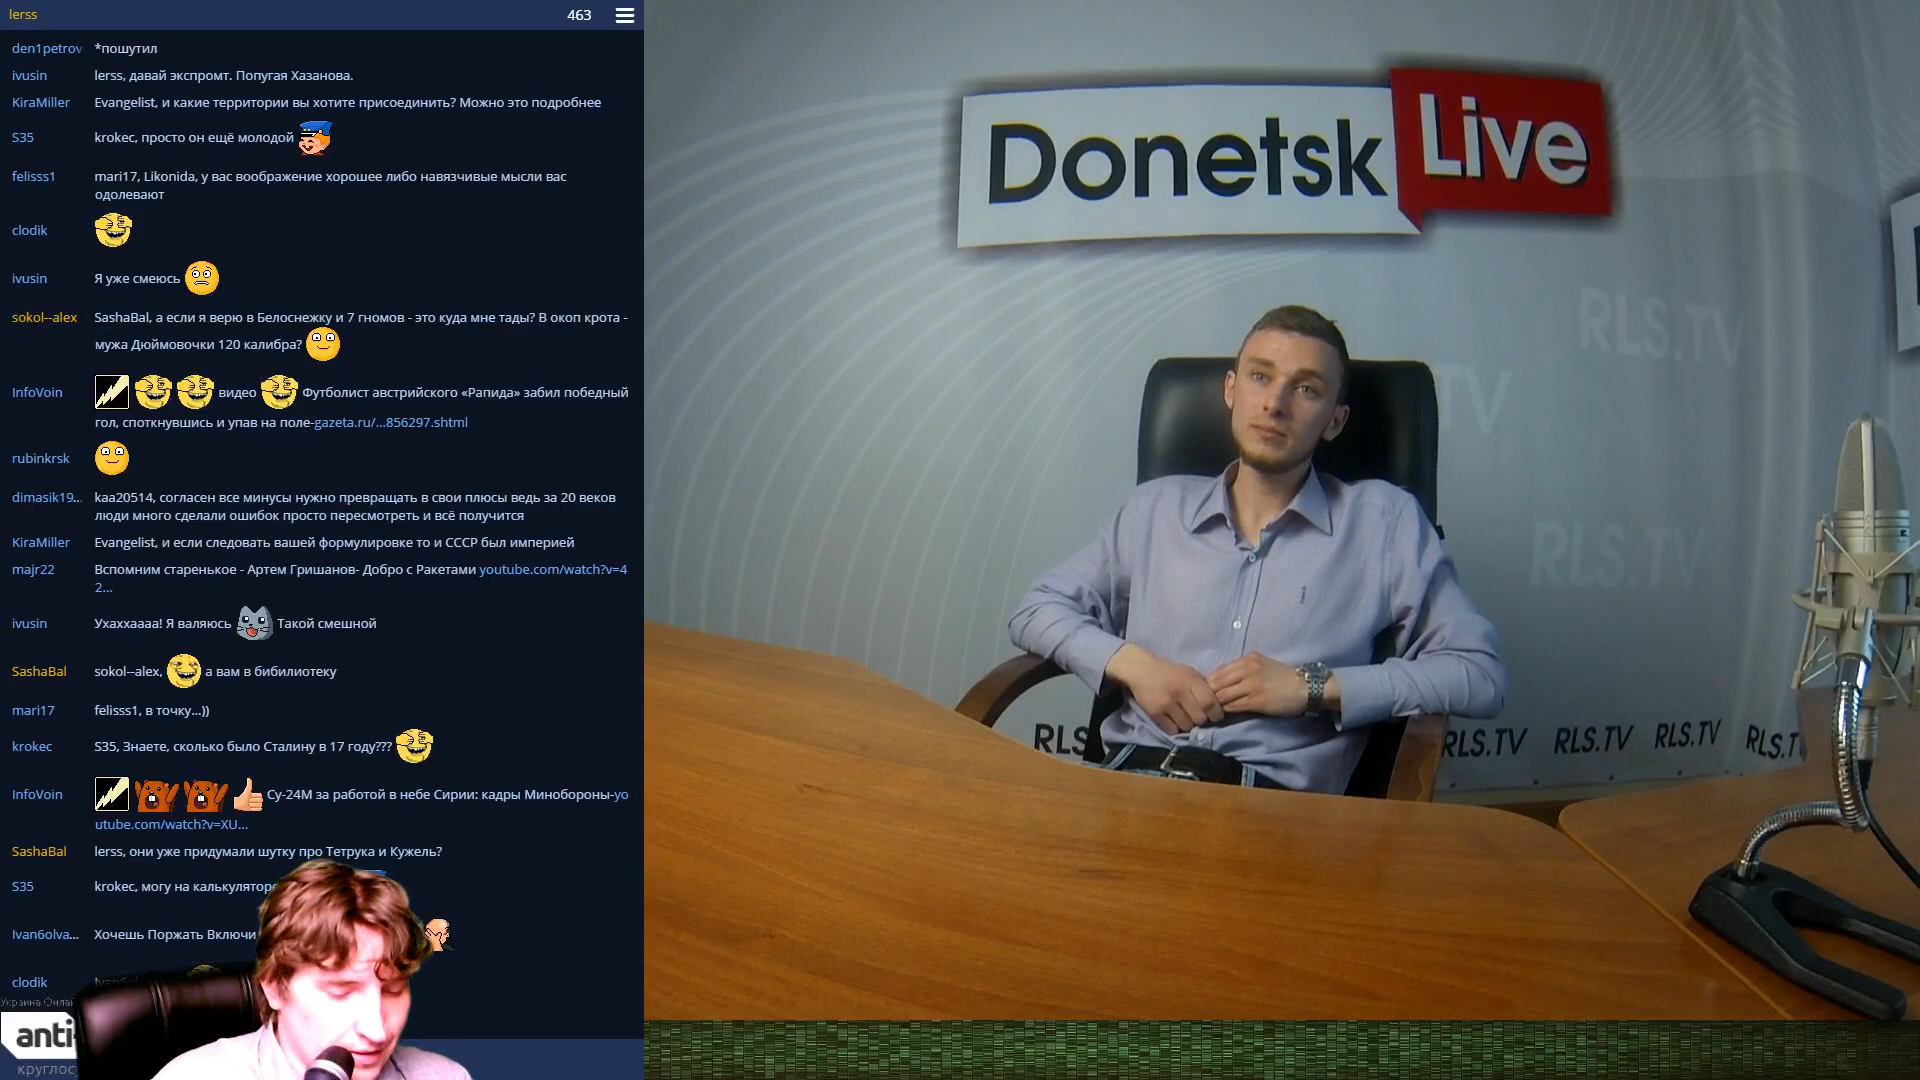 lerss
463
den1petrov *пошутил
ivusin lerss, давай экспромт. Попугая Хазанова.
KiraMiller Evangelist, и какие территории вы хотите присоединить? Можно это подробнее
S35 krokec, просто он ещё молодой
felisss1 mari17, Likonida, у вас воображение хорошее либо навязчивые мысли вас
одолевают
clodik
ivusin Я уже смеюсь
sokol--alex SashaBal, а если я верю в Белоснежку и 7 гномов - это куда мне тады? В окоп крота -
мужа Дюймовочки 120 калибра?
InfoVoin видео Футболист австрийского «Рапида» забил победный
гол, споткнувшись и упав на поле-gazeta.ru/...856297.shtml
rubinkrsk
dimasik19... kaa20514, согласен все минусы нужно превращать в свои плюсы ведь за 20 веков
люди много сделали ошибок просто пересмотреть и всё получится
KiraMiller Evangelist, и если следовать вашей формулировке то и СССР был империей
majr22 Вспомним старенькое - Артем Гришанов- Добро с Ракетами youtube.com/watch?v=4
2...
ivusin Ухаххаааа! Я валяюсь Такой смешной
SashaBal sokol--alex, а вам в бибилиотеку
mari17 felisss1, в точку...))
krokec S35, Знаете, сколько было Сталину в 17 году???
InfoVoin Су-24М за работой в небе Сирии: кадры Минобороны-yo
utube.com/watch?v=XU...
SashaBal lerss, они уже придумали шутку про Тетрука и Кужель?
S35 krokec, могу на калькуляторе
Ivan6olva... Хочешь Поржать Включи
clodik
Украина Онлай
anti-
круглос
Donetsk Live
RLS.TV
TV
RLS.TV
RLS
RLS.TV
RLS.TV
RLS.TV
RLS.T